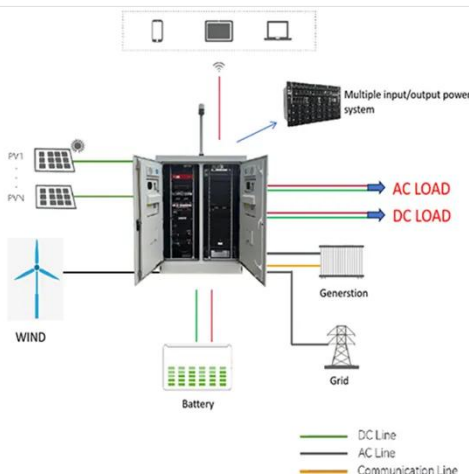 Multiple input/output power
system
PV1
PVN
AC LOAD
DC LOAD
WIND
Generstion
Battery
Grid
DC Line
AC Line
Communication Line